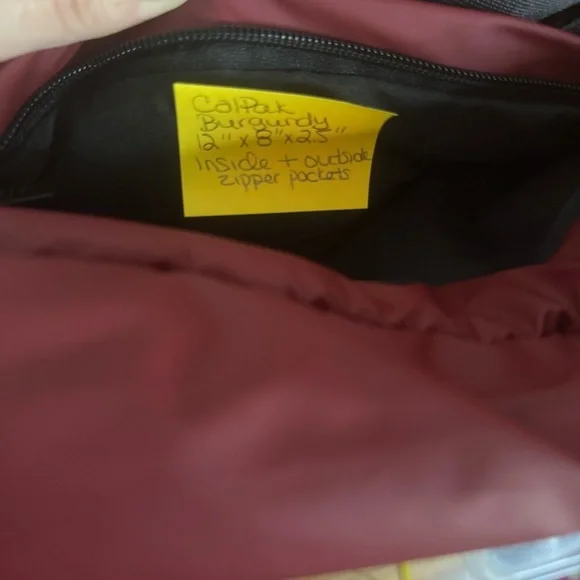 CalPak
Burgundy
12" x 8" x 2.5"
Inside + outside
zipper pockets